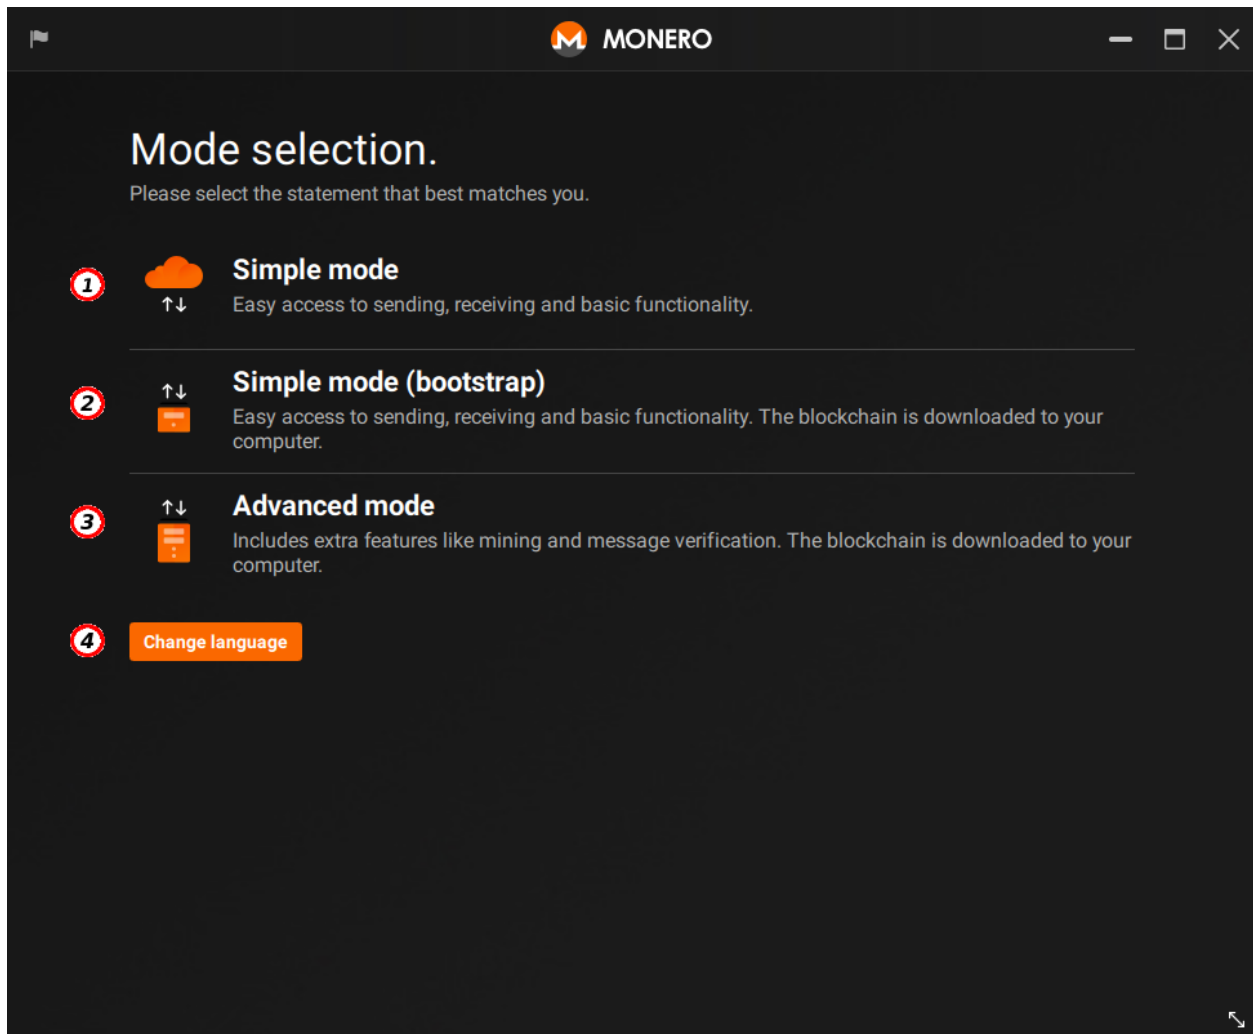 MONERO
Mode selection.
Please select the statement that best matches you.
1
Simple mode
Easy access to sending, receiving and basic functionality.
2
Simple mode (bootstrap)
Easy access to sending, receiving and basic functionality. The blockchain is downloaded to your
computer.
3
Advanced mode
Includes extra features like mining and message verification. The blockchain is downloaded to your
computer.
4
Change language